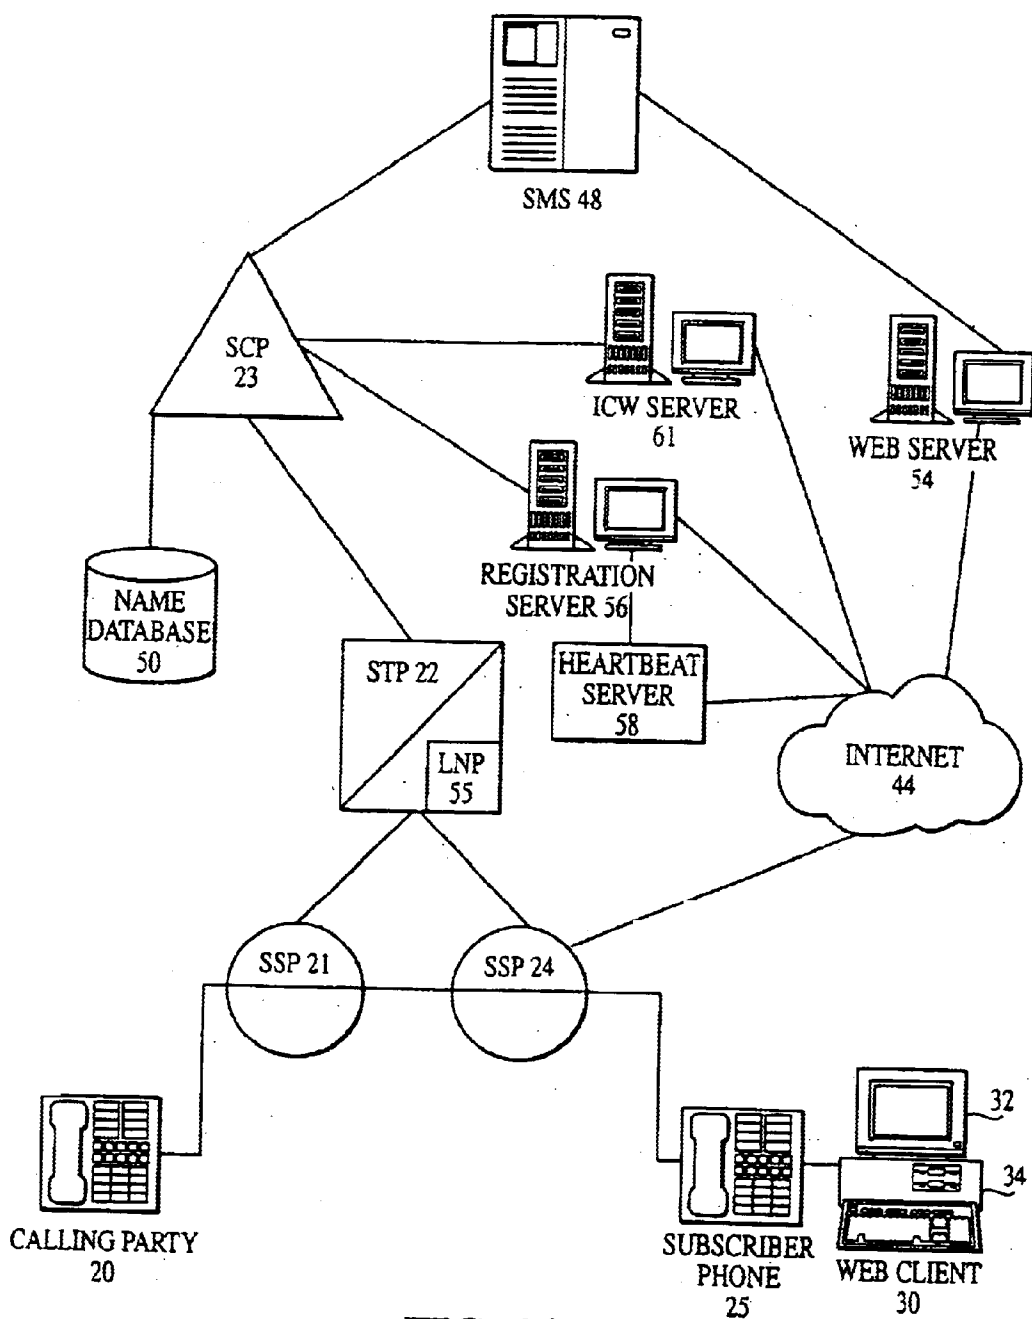 SMS 48
SCP
23
ICW SERVER
61
WEB SERVER
54
REGISTRATION
SERVER 56
NAME
DATABASE
50
STP 22
LNP
55
HEARTBEAT
SERVER
58
INTERNET
44
SSP 21
SSP 24
32
34
CALLING PARTY
20
SUBSCRIBER
PHONE
25
WEB CLIENT
30